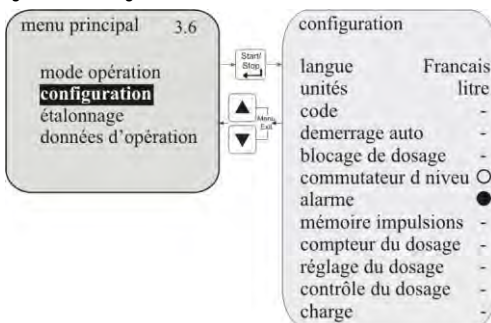 menu principal 3.6
mode opération
configuration
étalonnage
données d'opération
Start/
Stop
Menu
Exit
configuration
langue Francais
unités litre
code -
demerrage auto -
blocage de dosage -
commutateur d niveu
alarme
mémoire impulsions -
compteur du dosage -
réglage du dosage -
contrôle du dosage -
charge -